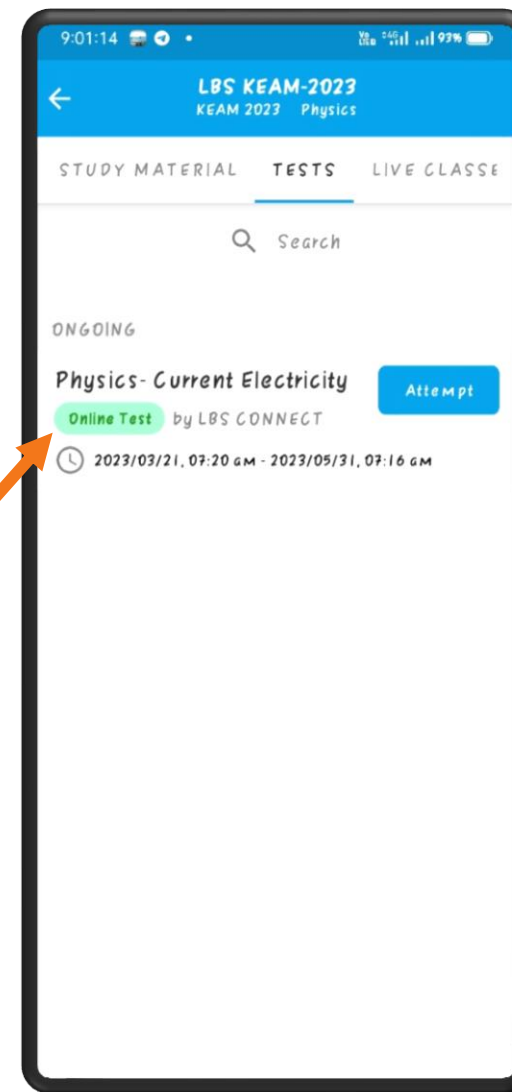 9:01:14 93%
LBS KEAM-2023
KEAM 2023 Physics
STUDY MATERIAL TESTS LIVE CLASSE
Search
ONGOING
Physics- Current Electricity
Attempt
Online Test by LBS CONNECT
2023/03/21, 07:20 am - 2023/05/31, 07:16 am